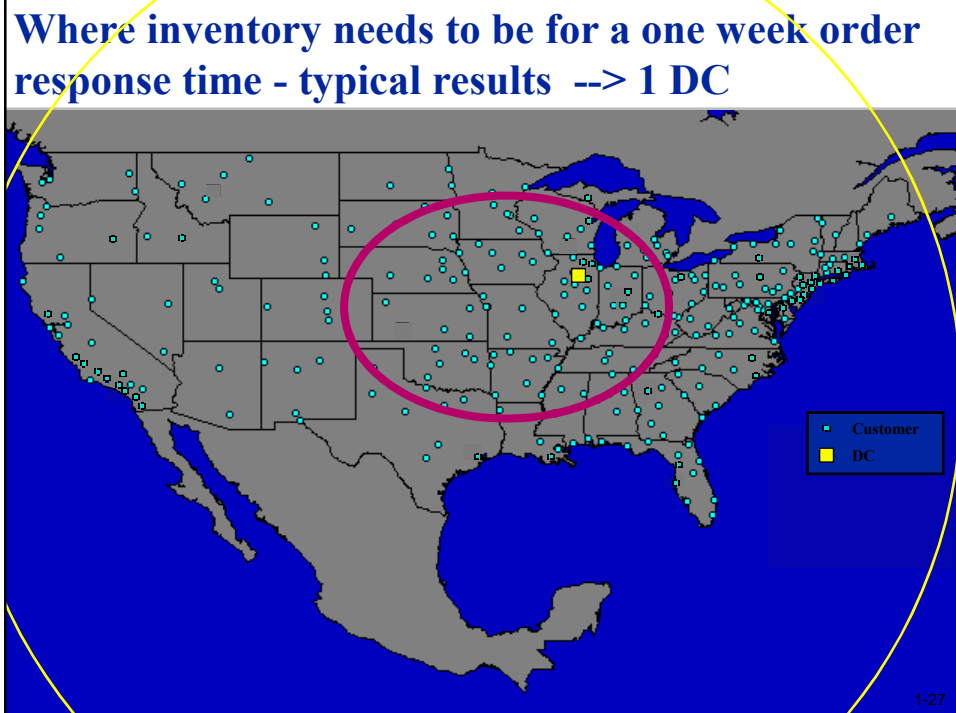 Where inventory needs to be for a one week order
response time - typical results --> 1 DC
Customer
DC
1-27